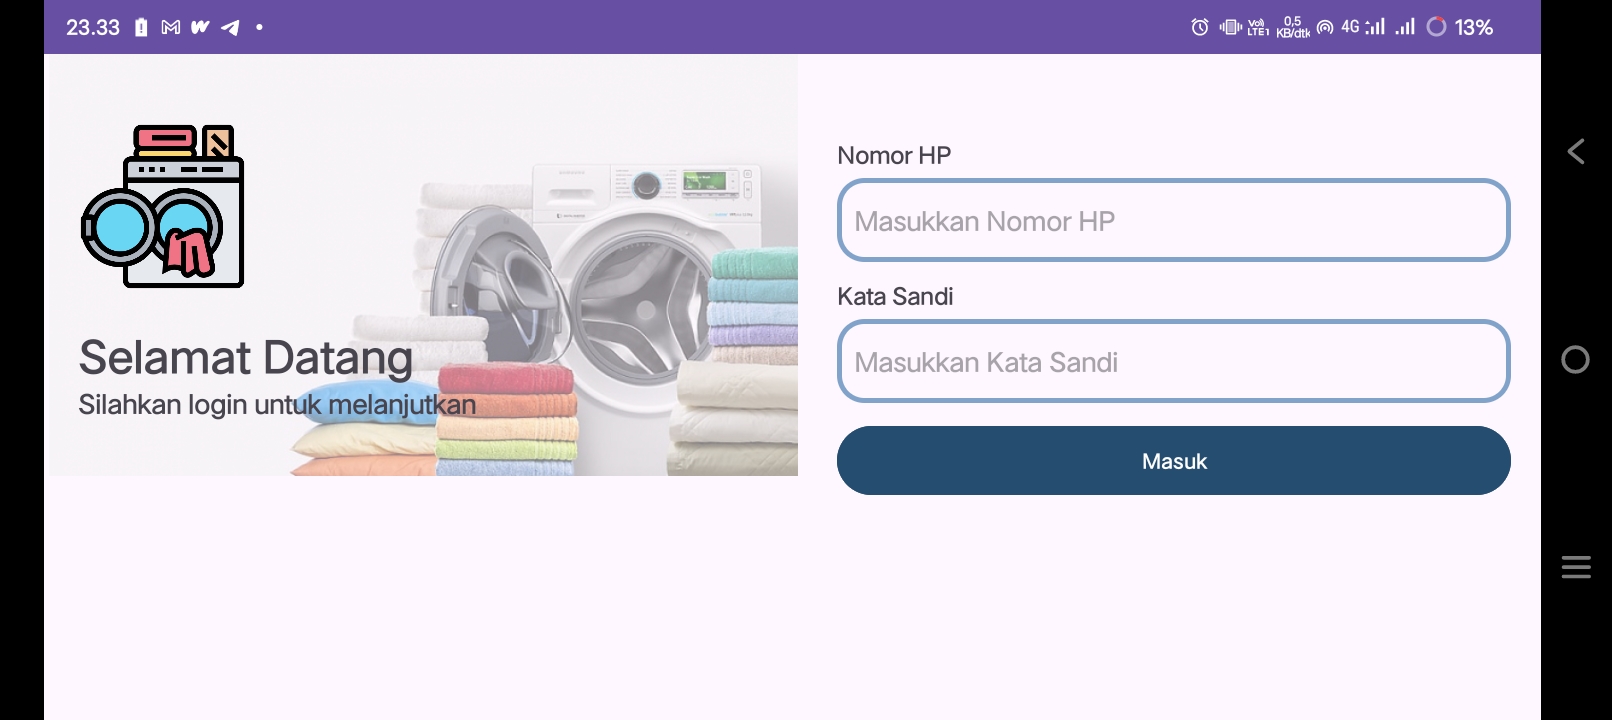 23.33
Vo)) LTE1
0,5 KB/dtk
4G
13%
SAMSUNG
Selamat Datang
Silahkan login untuk melanjutkan
Nomor HP
Masukkan Nomor HP
Kata Sandi
Masukkan Kata Sandi
Masuk